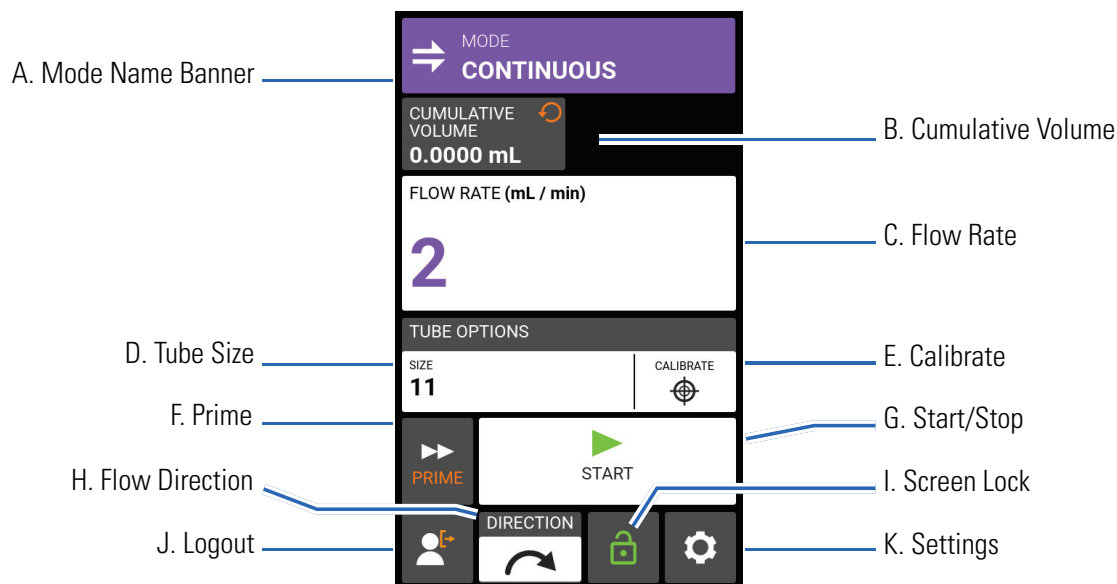 MODE
CONTINUOUS
A. Mode Name Banner
CUMULATIVE
VOLUME
0.0000 mL
B. Cumulative Volume
FLOW RATE (mL / min)
2
C. Flow Rate
TUBE OPTIONS
D. Tube Size
SIZE
11
CALIBRATE
E. Calibrate
F. Prime
PRIME
START
G. Start/Stop
H. Flow Direction
DIRECTION
I. Screen Lock
J. Logout
K. Settings